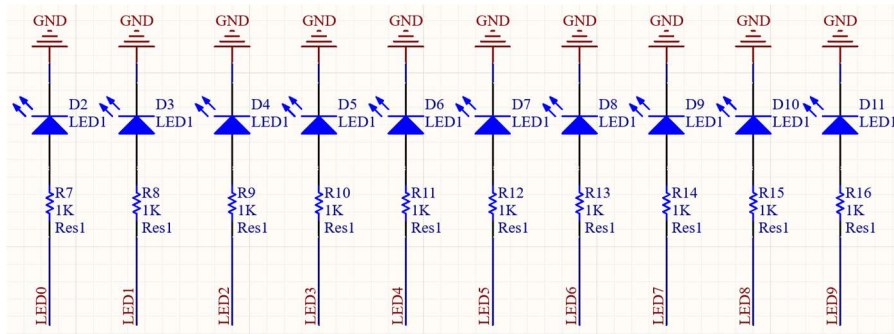 GND GND GND GND GND GND GND GND GND GND
D2 D3 D4 D5 D6 D7 D8 D9 D10 D11
LED1 LED1 LED1 LED1 LED1 LED1 LED1 LED1 LED1 LED1
R7 R8 R9 R10 R11 R12 R13 R14 R15 R16
1K 1K 1K 1K 1K 1K 1K 1K 1K 1K
Res1 Res1 Res1 Res1 Res1 Res1 Res1 Res1 Res1 Res1
LED0 LED1 LED2 LED3 LED4 LED5 LED6 LED7 LED8 LED9